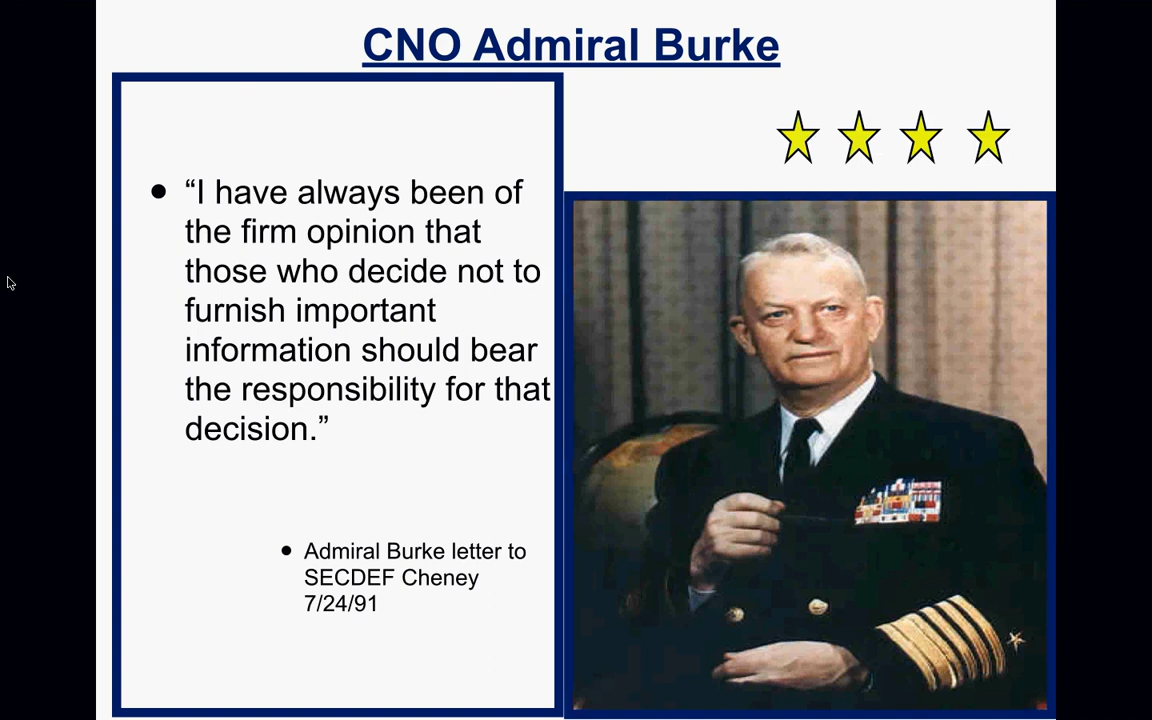 CNO Admiral Burke
“I have always been of
the firm opinion that
those who decide not to
furnish important
information should bear
the responsibility for that
decision.”
Admiral Burke letter to
SECDEF Cheney
7/24/91